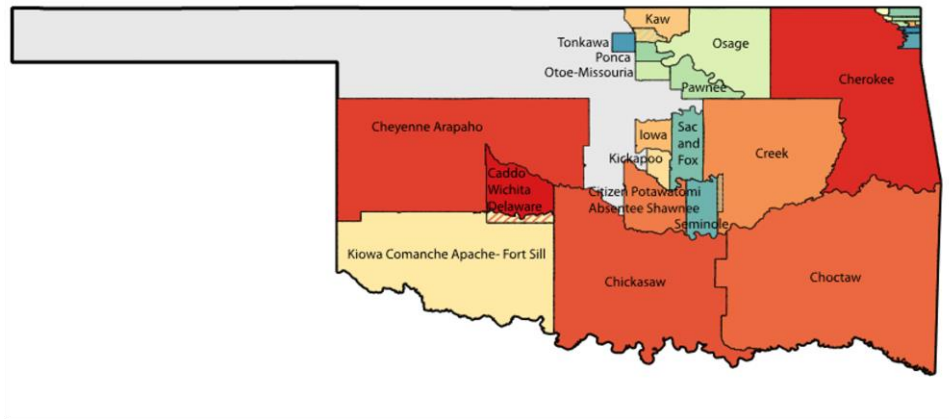 Kaw
Tonkawa
Ponca
Otoe-Missouria
Osage
Pawnee
Cherokee
Cheyenne Arapaho
Iowa
Sac
and
Fox
Kickapoo
Creek
Caddo
Wichita
Delaware
Citizen Potawatomi
Absentee Shawnee
Seminole
Kiowa Comanche Apache- Fort Sill
Chickasaw
Choctaw